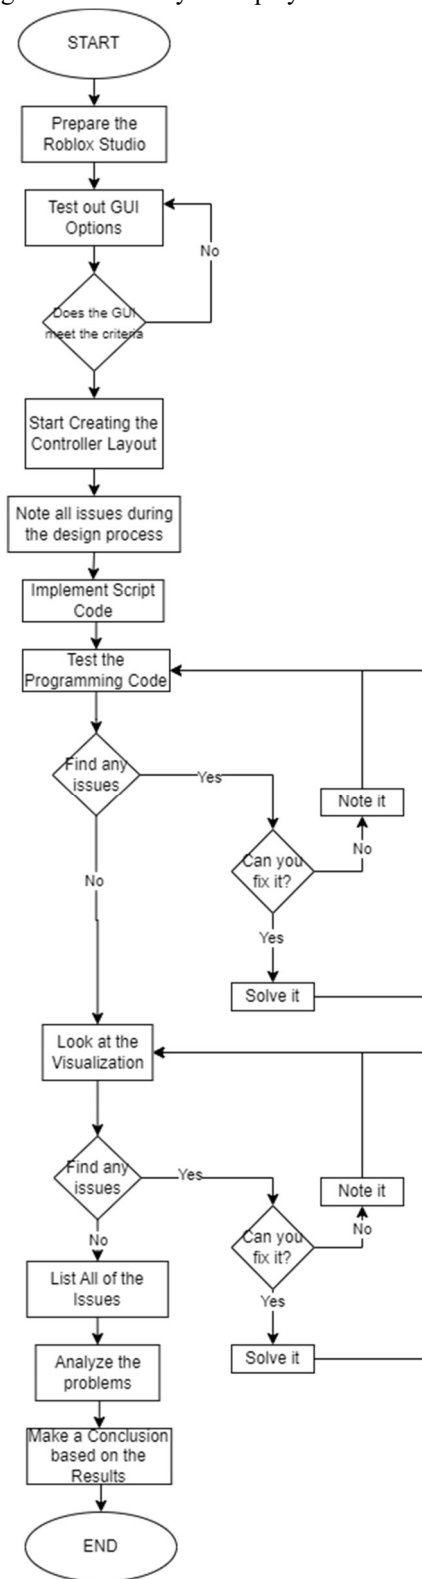 START
Prepare the
Roblox Studio
Test out GUI
Options
No
Does the GUI
meet the criteria
Start Creating the
Controller Layout
Note all issues during
the design process
Implement Script
Code
Test the
Programming Code
Find any
issues
Yes
Note it
Can you
fix it?
No
No
Yes
Solve it
Look at the
Visualization
Find any
issues
Yes
Note it
Can you
fix it?
No
No
Yes
List All of the
Issues
Solve it
Analyze the
problems
Make a Conclusion
based on the
Results
END